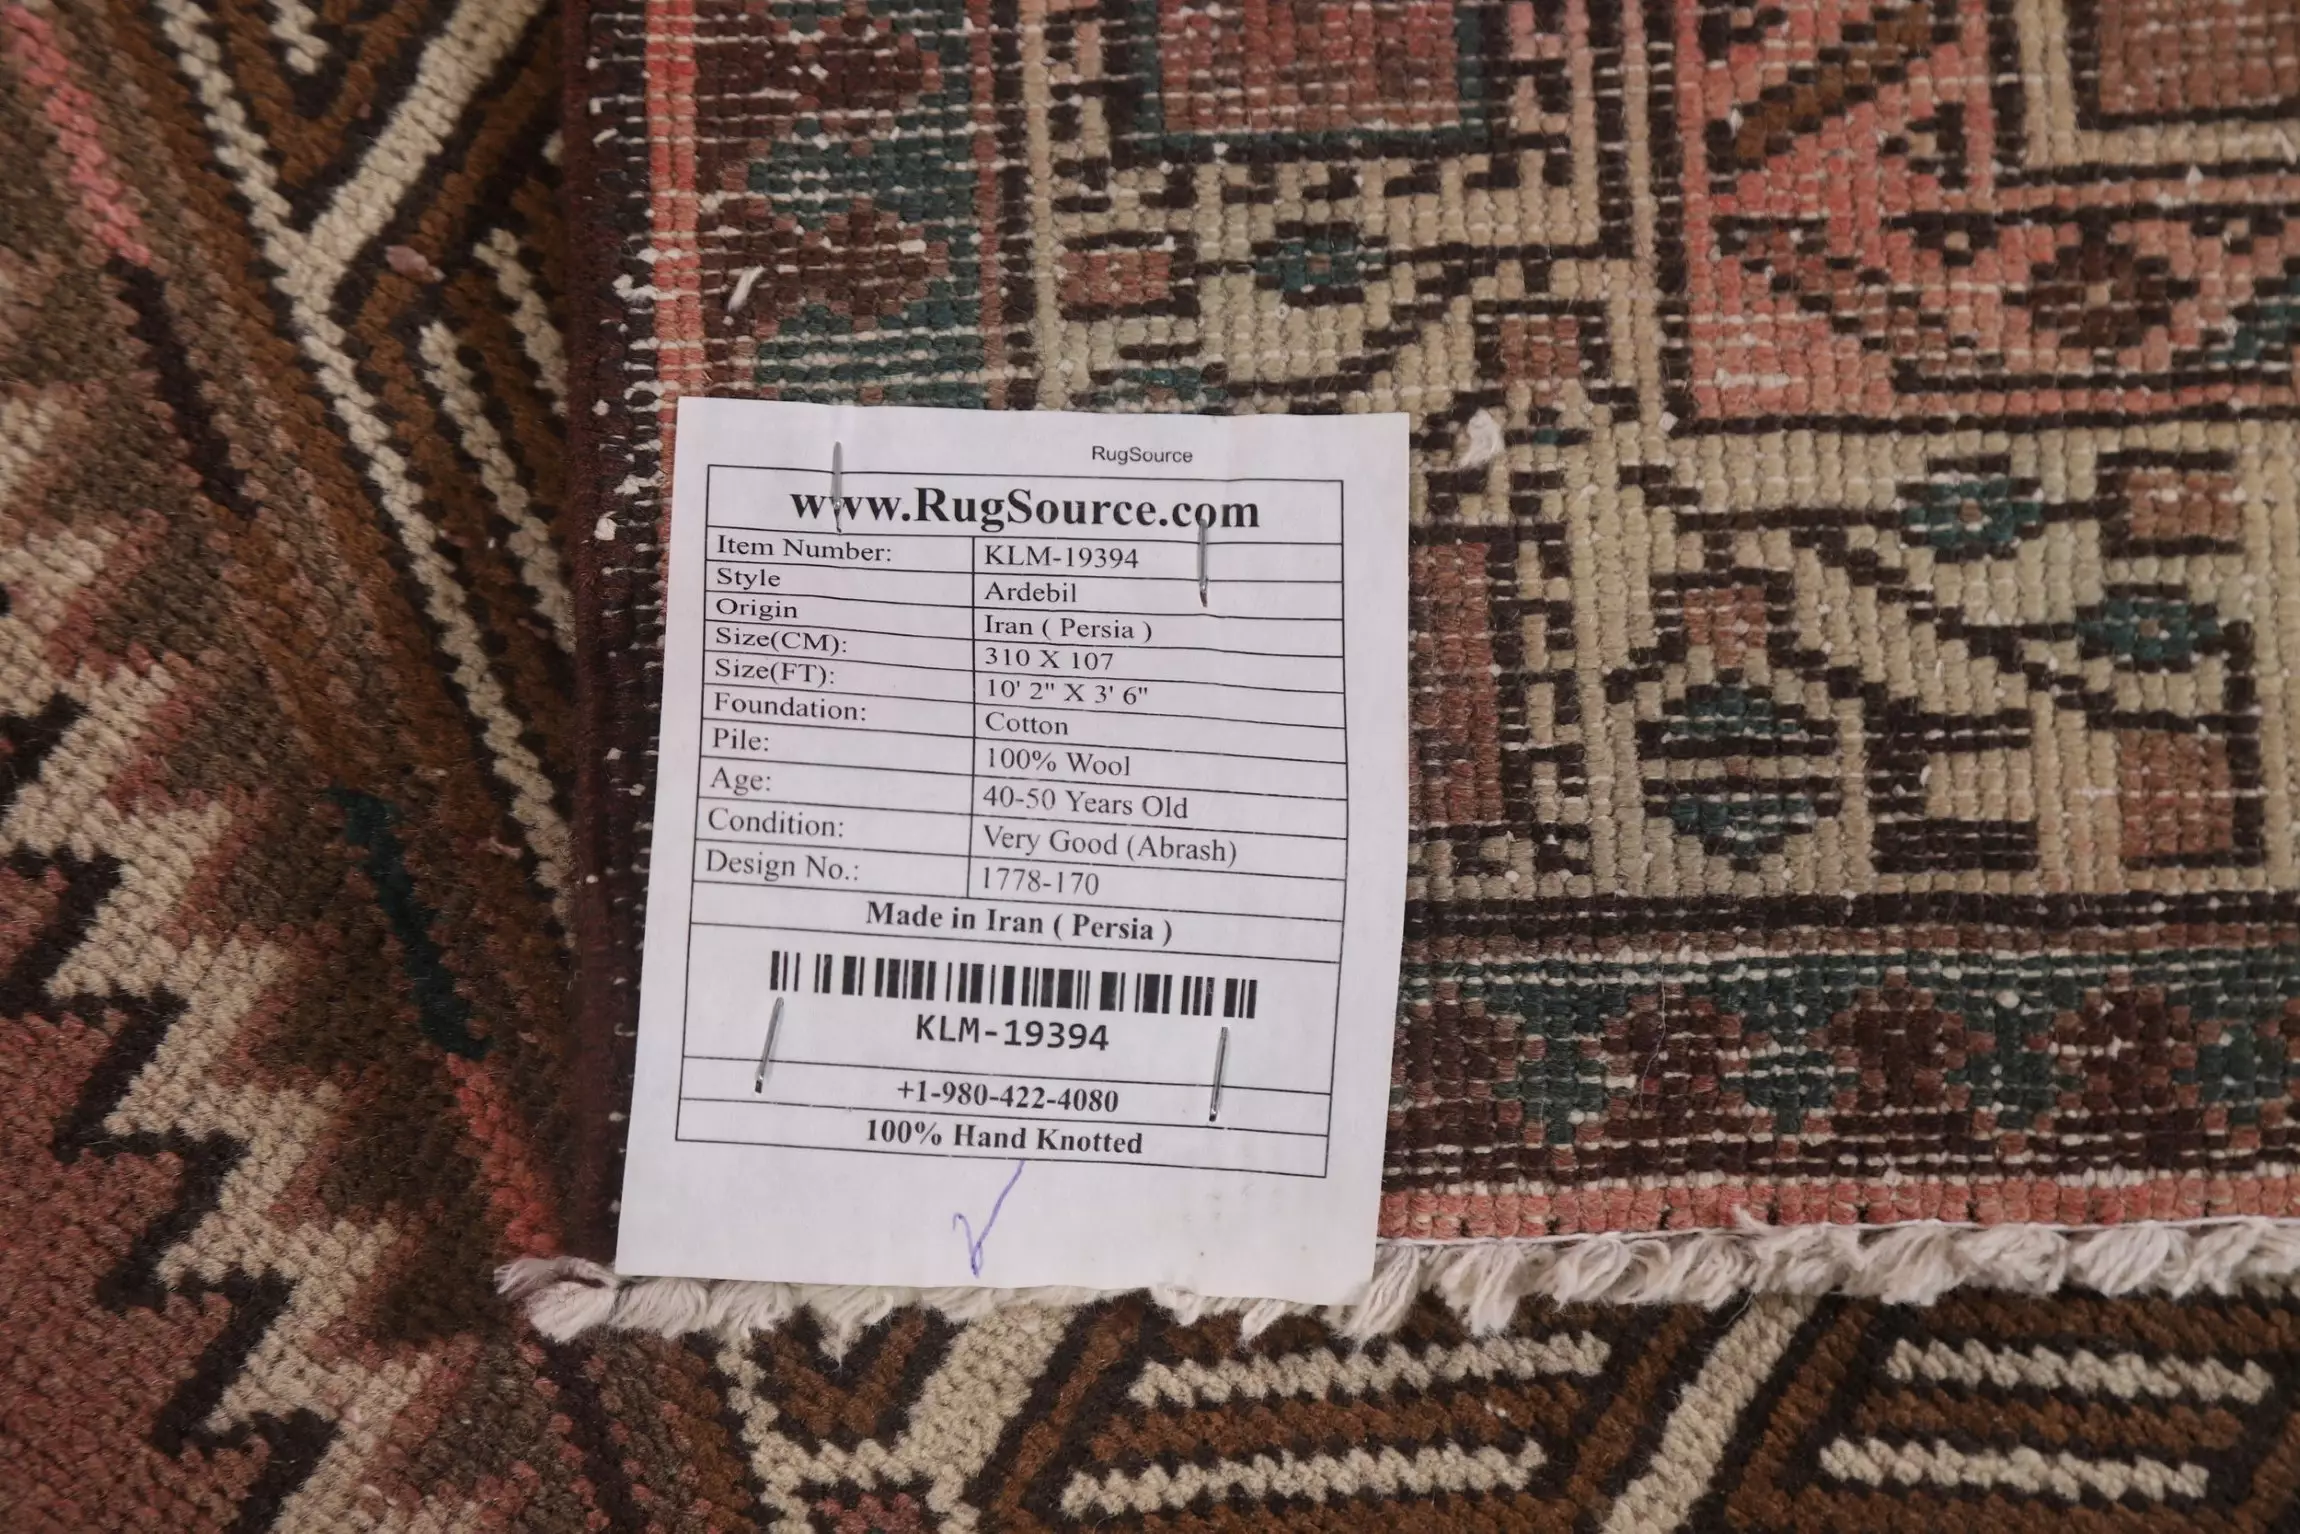 RugSource
www.RugSource.com
Item Number: KLM-19394
Style Ardebil
Origin Iran ( Persia )
Size(CM): 310 X 107
Size(FT): 10' 2" X 3' 6"
Foundation: Cotton
Pile: 100% Wool
Age: 40-50 Years Old
Condition: Very Good (Abrash)
Design No.: 1778-170
Made in Iran ( Persia )
KLM-19394
+1-980-422-4080
100% Hand Knotted